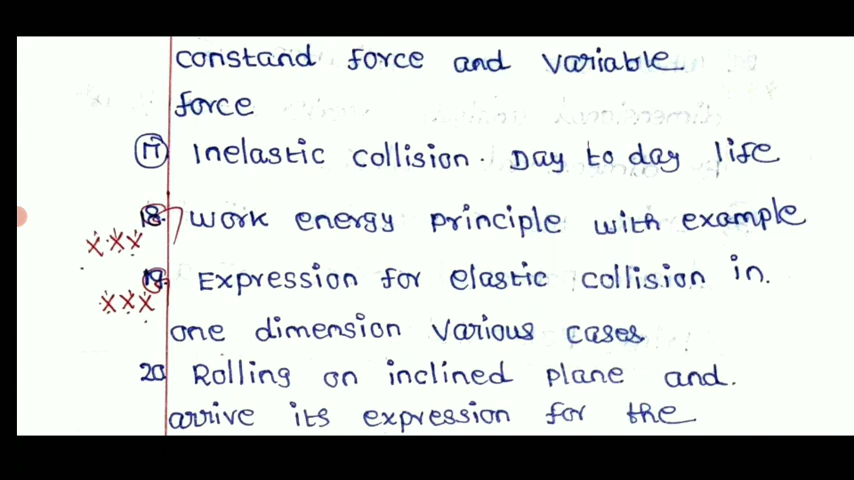 constand force and variable
force
17 Inelastic collision. Day to day life
18. Work energy principle with example
xxx
19. Expression for elastic collision in.
xxx
one dimension various cases
20 Rolling on inclined plane and.
arrive its expression for the